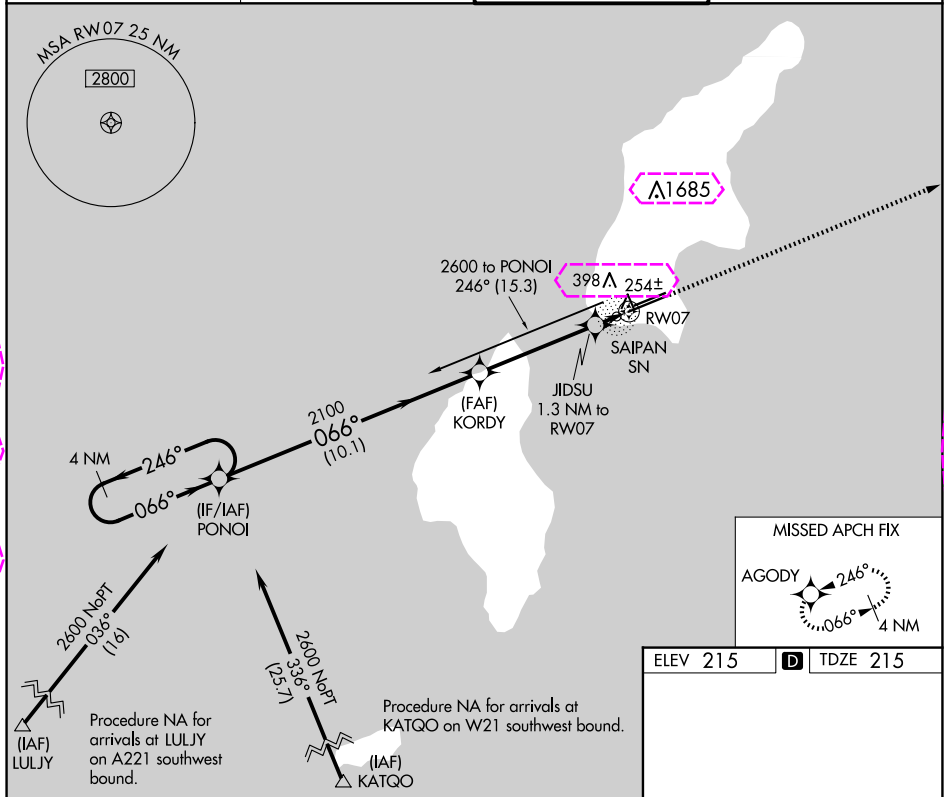 MSA RW07 25 NM
2800
1685
2600 to PONOI
246° (15.3)
398
254±
RW07
SAIPAN
SN
JIDSU
1.3 NM to
RW07
(FAF)
KORDY
2100
066°
(10.1)
4 NM
246°
066°
(IF/IAF)
PONOI
2600 NoPT
036°
(16)
2600 NoPT
336°
(25.7)
(IAF)
LULJY
Procedure NA for
arrivals at LULJY
on A221 southwest
bound.
Procedure NA for arrivals at
KATQO on W21 southwest bound.
(IAF)
KATQO
MISSED APCH FIX
AGODY
246°
066°
4 NM
ELEV 215
D
TDZE 215